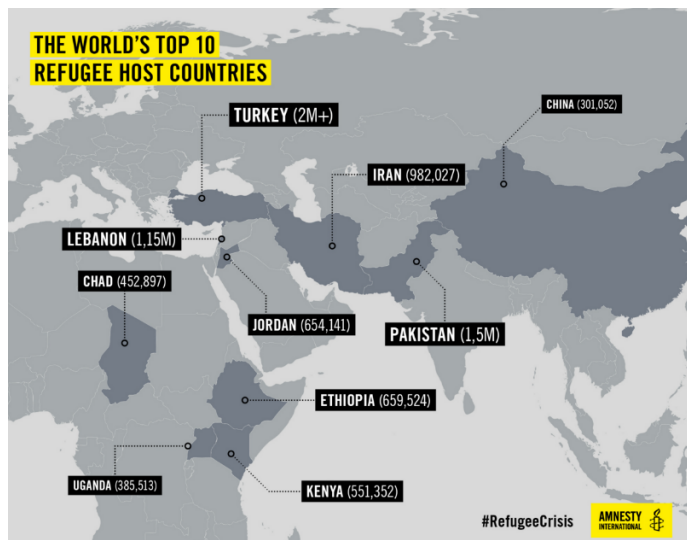 THE WORLD'S TOP 10
REFUGEE HOST COUNTRIES
CHINA (301,052)
TURKEY (2M+)
IRAN (982,027)
LEBANON (1,15M)
CHAD (452,897)
JORDAN (654,141)
PAKISTAN (1,5M)
ETHIOPIA (659,524)
UGANDA (385,513)
KENYA (551,352)
#RefugeeCrisis
AMNESTY
INTERNATIONAL